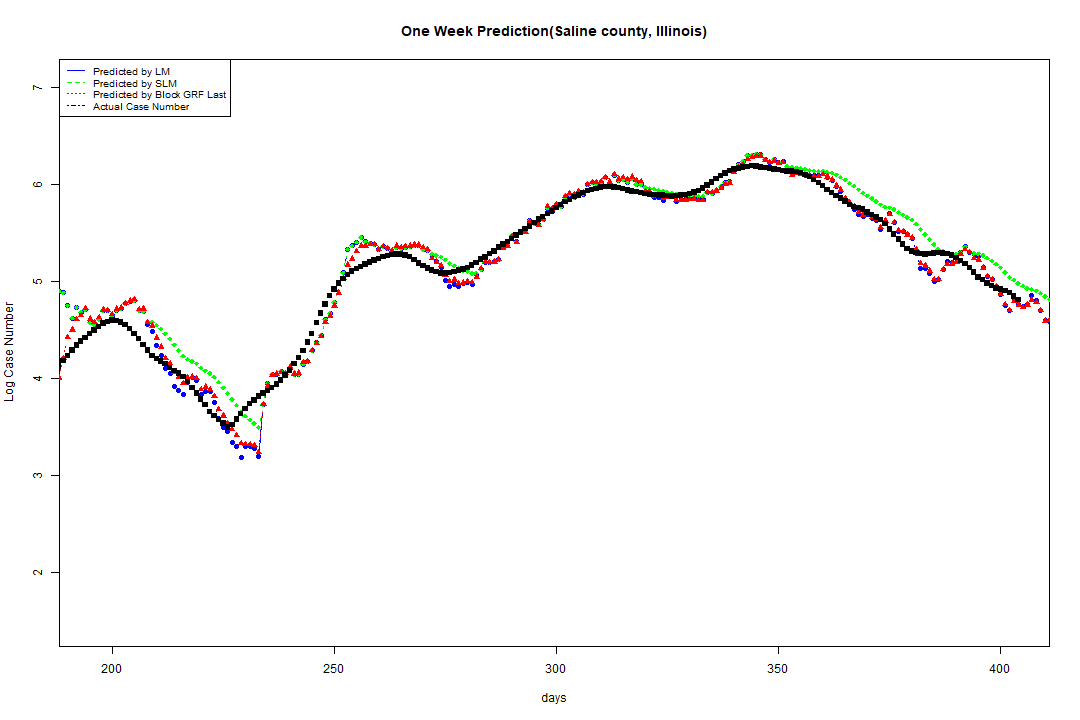 One Week Prediction(Saline county, Illinois)
Predicted by LM
Predicted by SLM
Predicted by Block GRF Last
Actual Case Number
Log Case Number
7
6
5
4
3
2
200
250
300
350
400
days